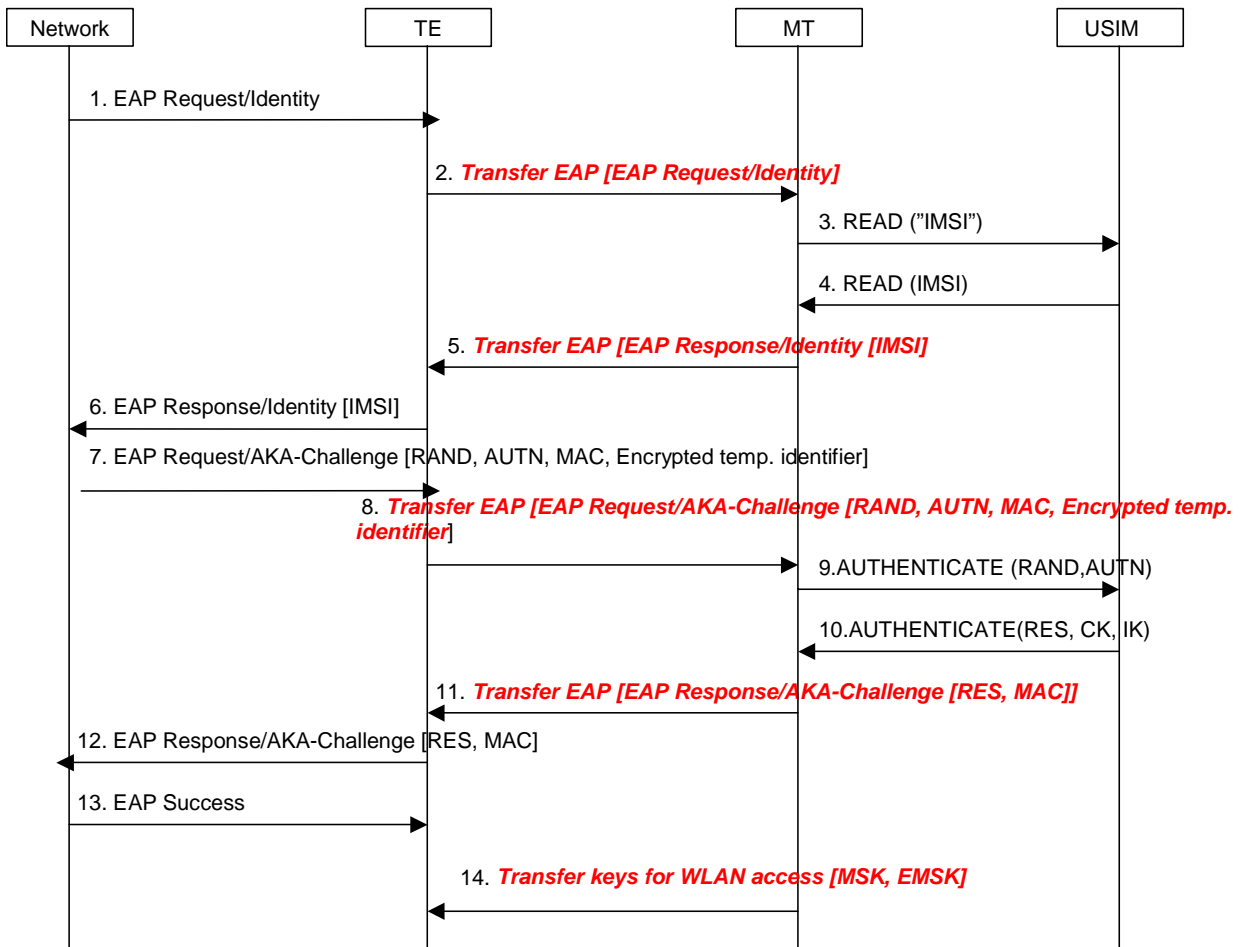 Network
TE
MT
USIM
1. EAP Request/Identity
2. Transfer EAP [EAP Request/Identity]
3. READ ("IMSI”)
4. READ (IMSI)
5. Transfer EAP [EAP Response/Identity [IMSI]
6. EAP Response/Identity [IMSI]
7. EAP Request/AKA-Challenge [RAND, AUTN, MAC, Encrypted temp. identifier]
8. Transfer EAP [EAP Request/AKA-Challenge [RAND, AUTN, MAC, Encrypted temp.
identifier]
9.AUTHENTICATE (RAND,AUTN)
10.AUTHENTICATE(RES, CK, IK)
11. Transfer EAP [EAP Response/AKA-Challenge [RES, MAC]]
12. EAP Response/AKA-Challenge [RES, MAC]
13. EAP Success
14. Transfer keys for WLAN access [MSK, EMSK]